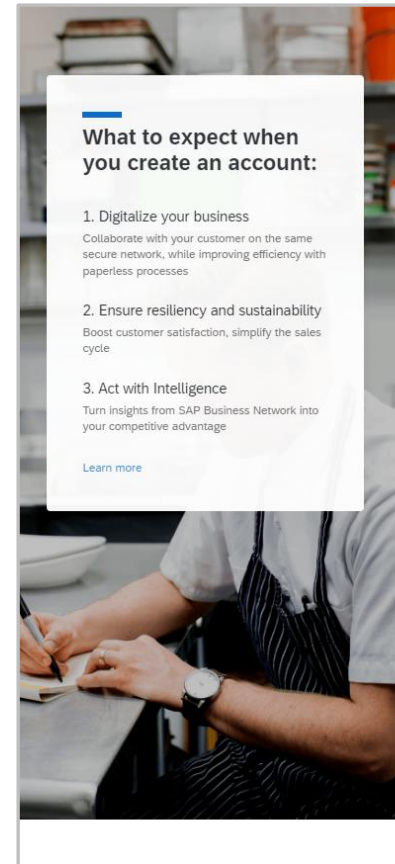 What to expect when
you create an account:
1. Digitalize your business
Collaborate with your customer on the same
secure network, while improving efficiency with
paperless processes
2. Ensure resiliency and sustainability
Boost customer satisfaction, simplify the sales
cycle
3. Act with Intelligence
Turn insights from SAP Business Network into
your competitive advantage
Learn more